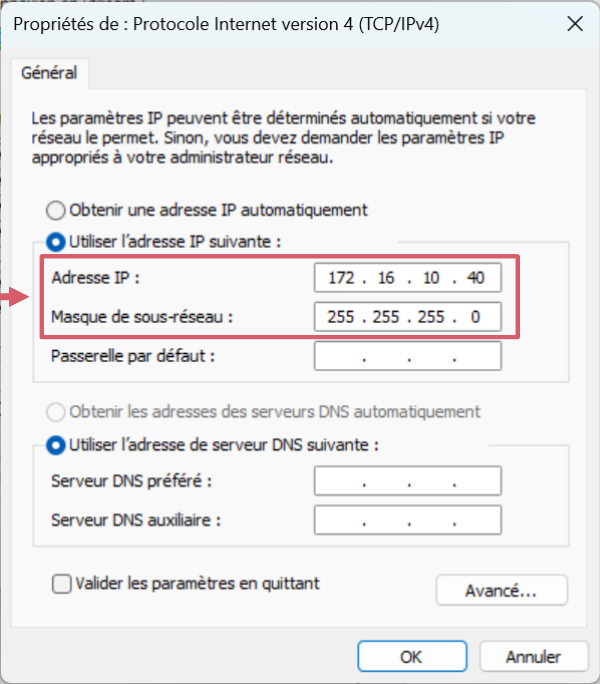 Propriétés de : Protocole Internet version 4 (TCP/IPv4)
Général
Les paramètres IP peuvent être déterminés automatiquement si votre
réseau le permet. Sinon, vous devez demander les paramètres IP
appropriés à votre administrateur réseau.
Obtenir une adresse IP automatiquement
Utiliser l'adresse IP suivante :
Adresse IP : 172 . 16 . 10 . 40
Masque de sous-réseau : 255 . 255 . 255 . 0
Passerelle par défaut : . . .
Obtenir les adresses des serveurs DNS automatiquement
Utiliser l'adresse de serveur DNS suivante :
Serveur DNS préféré : . . .
Serveur DNS auxiliaire : . . .
Valider les paramètres en quittant
Avancé...
OK Annuler